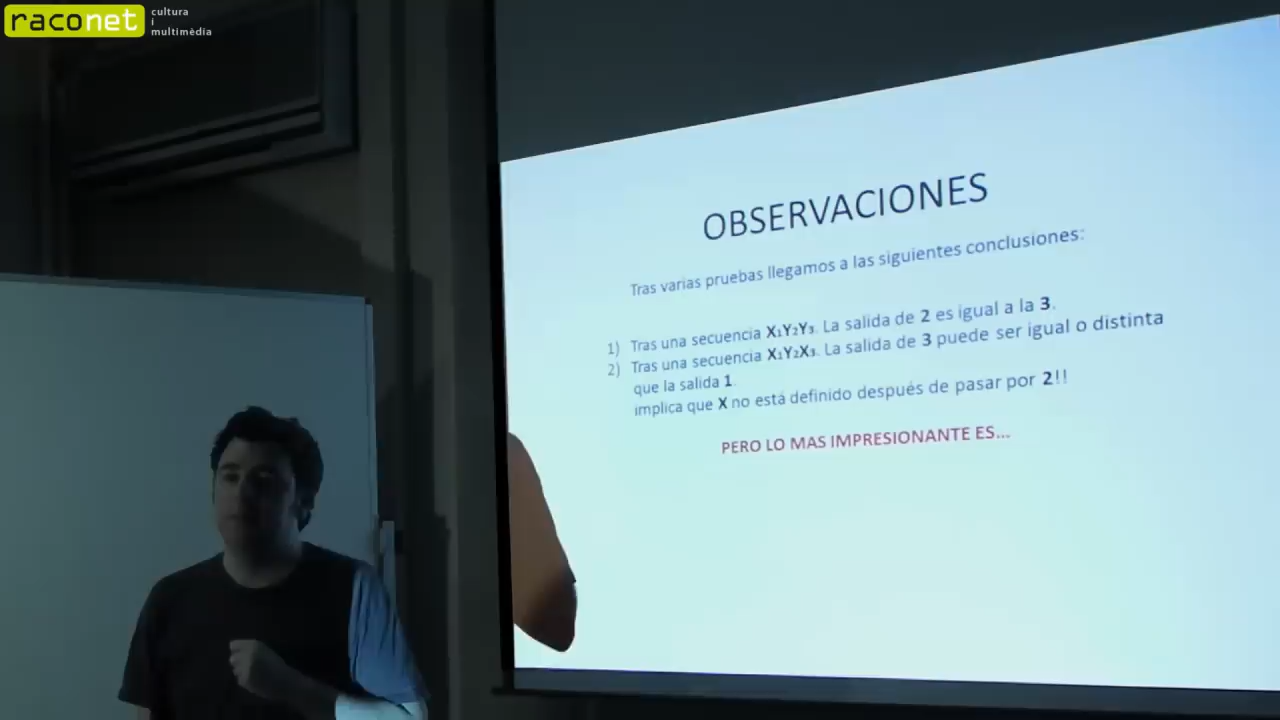 raconet
cultura
i
multimèdia
OBSERVACIONES
Tras varias pruebas llegamos a las siguientes conclusiones:
1) Tras una secuencia X₁Y₂Y₃. La salida de 2 es igual a la 3.
2) Tras una secuencia X₁Y₂X₃. La salida de 3 puede ser igual o distinta
que la salida 1.
implica que X no está definido después de pasar por 2!!
PERO LO MAS IMPRESIONANTE ES...